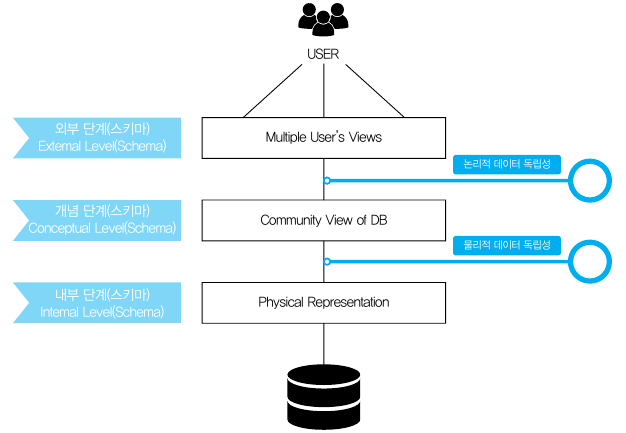 USER
외부 단계(스키마)
External Level(Schema)
Multiple User's Views
논리적 데이터 독립성
개념 단계(스키마)
Conceptual Level(Schema)
Community View of DB
물리적 데이터 독립성
내부 단계(스키마)
Internal Level(Schema)
Physical Representation